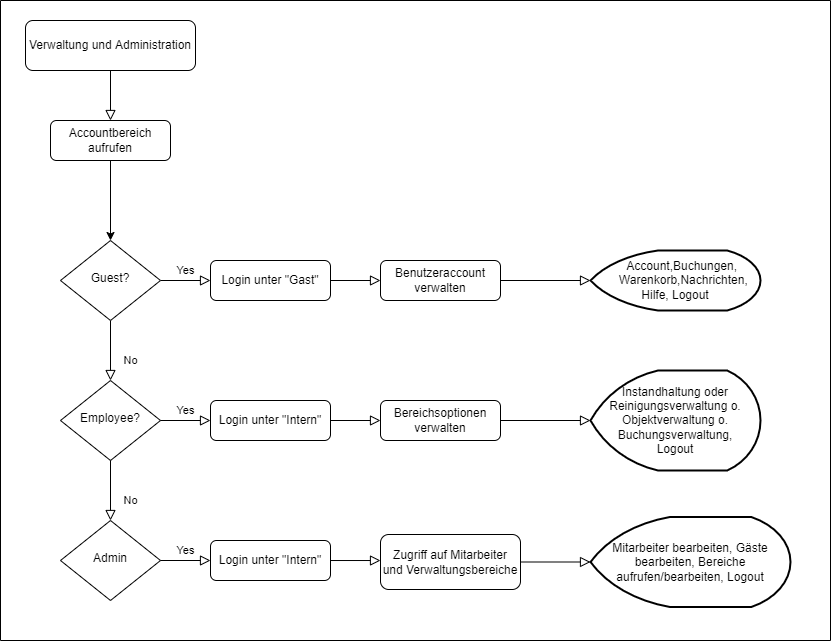 Verwaltung und Administration
Accountbereich
aufrufen
Guest?
Yes
Login unter "Gast"
Benutzeraccount
verwalten
Account,Buchungen,
Warenkorb,Nachrichten,
Hilfe, Logout
No
Employee?
Yes
Login unter "Intern"
Bereichsoptionen
verwalten
Instandhaltung oder
Reinigungsverwaltung o.
Objektverwaltung o.
Buchungsverwaltung,
Logout
No
Admin
Yes
Login unter "Intern"
Zugriff auf Mitarbeiter
und Verwaltungsbereiche
Mitarbeiter bearbeiten, Gäste
bearbeiten, Bereiche
aufrufen/bearbeiten, Logout